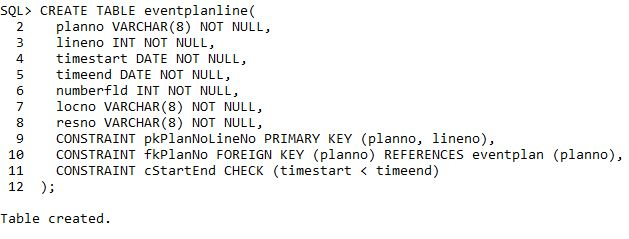 SQL> CREATE TABLE eventplanline(
  2    planno VARCHAR(8) NOT NULL,
  3    lineno INT NOT NULL,
  4    timestart DATE NOT NULL,
  5    timeend DATE NOT NULL,
  6    numberfld INT NOT NULL,
  7    locno VARCHAR(8) NOT NULL,
  8    resno VARCHAR(8) NOT NULL,
  9    CONSTRAINT pkPlanNoLineNo PRIMARY KEY (planno, lineno),
 10    CONSTRAINT fkPlanNo FOREIGN KEY (planno) REFERENCES eventplan (planno),
 11    CONSTRAINT cStartEnd CHECK (timestart < timeend)
 12  );
Table created.